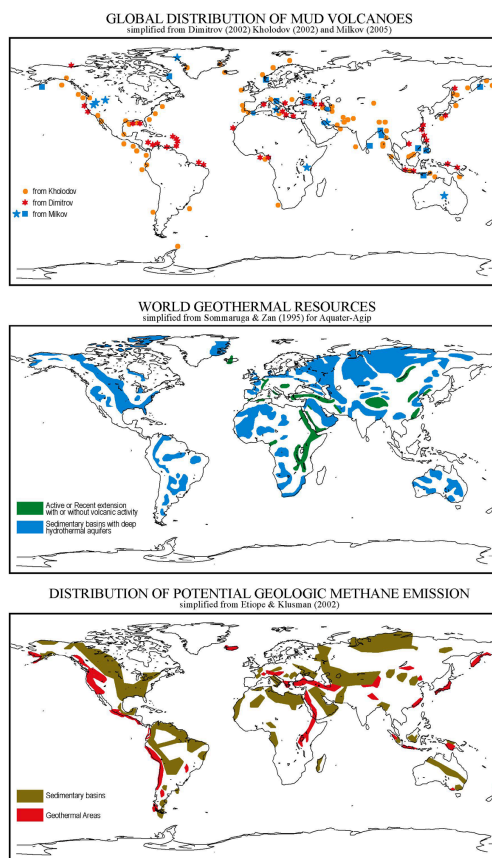 GLOBAL DISTRIBUTION OF MUD VOLCANOES
simplified from Dimitrov (2002) Kholodov (2002) and Milkov (2005)
from Kholodov
from Dimitrov
from Milkov
WORLD GEOTHERMAL RESOURCES
simplified from Sommaruga & Zan (1995) for Aquater-Agip
Active or Recent extension
with or without volcanic activity
Sedimentary basins with deep
hydrothermal aquifers
DISTRIBUTION OF POTENTIAL GEOLOGIC METHANE EMISSION
simplified from Etiope & Klusman (2002)
Sedimentary basins
Geothermal Areas